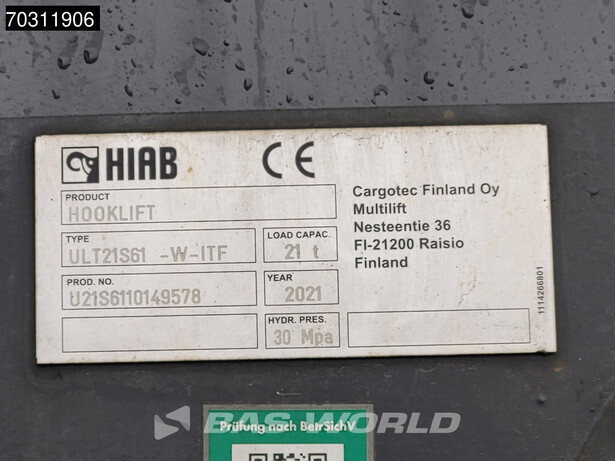 70311906
HIAB CE
PRODUCT
HOOKLIFT
TYPE
ULT21S61 -W-ITF
LOAD CAPAC.
21 t
PROD. NO.
U21S6110149578
YEAR
2021
HYDR. PRES.
30 Mpa
Cargotec Finland Oy
Multilift
Nesteentie 36
FI-21200 Raisio
Finland
1114266801
BAS WORLD
Prüfung nach BetrSichV